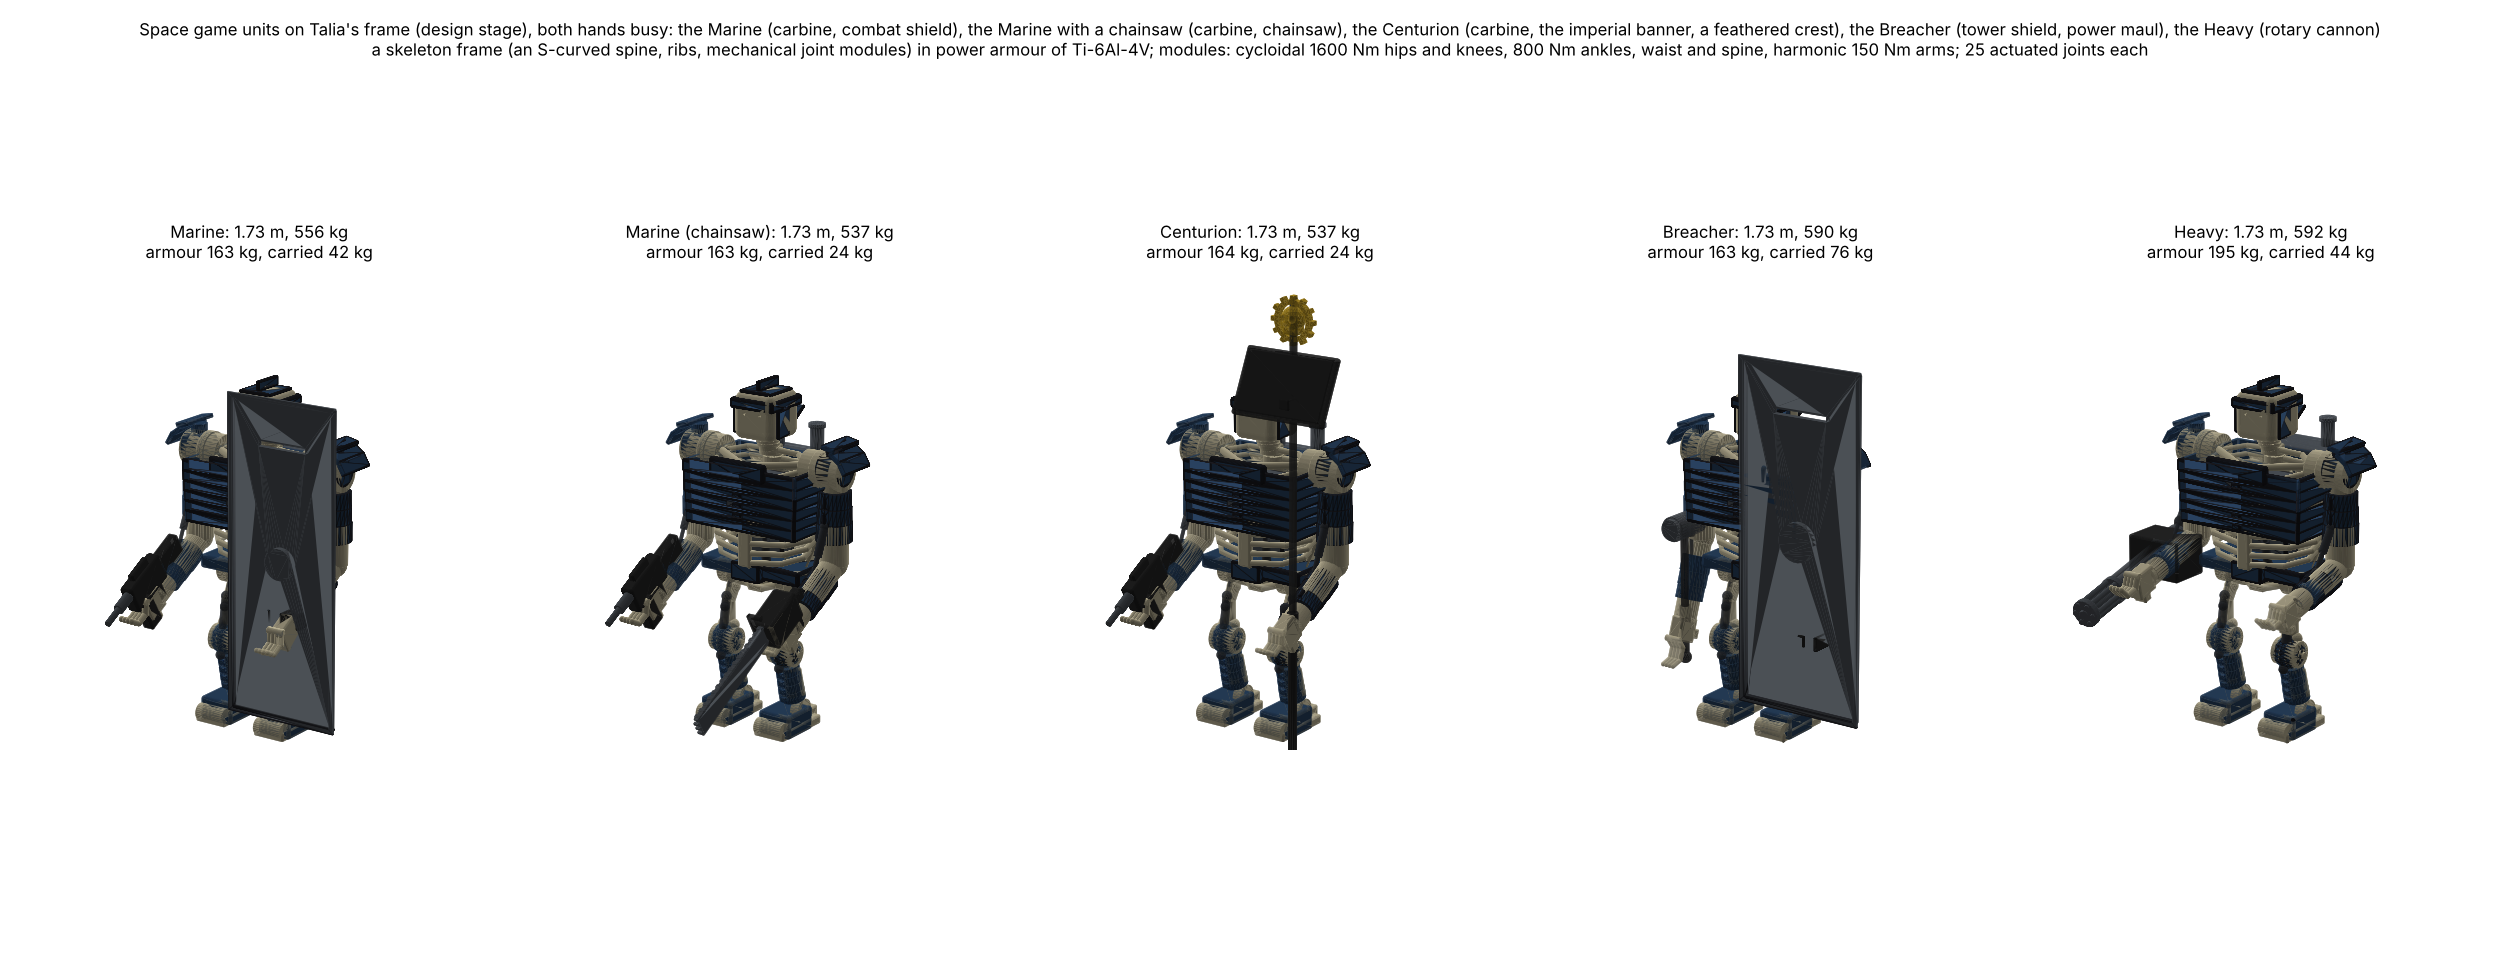 Space game units on Talia's frame (design stage), both hands busy: the Marine (carbine, combat shield), the Marine with a chainsaw (carbine, chainsaw), the Centurion (carbine, the imperial banner, a feathered crest), the Breacher (tower shield, power maul), the Heavy (rotary cannon)
a skeleton frame (an S-curved spine, ribs, mechanical joint modules) in power armour of Ti-6Al-4V; modules: cycloidal 1600 Nm hips and knees, 800 Nm ankles, waist and spine, harmonic 150 Nm arms; 25 actuated joints each
Marine: 1.73 m, 556 kg
armour 163 kg, carried 42 kg
Marine (chainsaw): 1.73 m, 537 kg
armour 163 kg, carried 24 kg
Centurion: 1.73 m, 537 kg
armour 164 kg, carried 24 kg
Breacher: 1.73 m, 590 kg
armour 163 kg, carried 76 kg
Heavy: 1.73 m, 592 kg
armour 195 kg, carried 44 kg